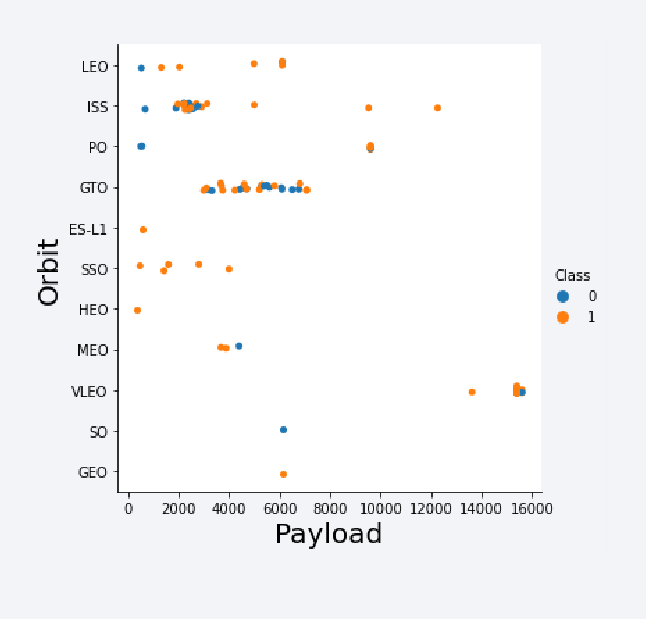 LEO
ISS
PO
GTO
ES-L1
SSO
HEO
MEO
VLEO
SO
GEO
Orbit
0 2000 4000 6000 8000 10000 12000 14000 16000
Payload
Class
0
1